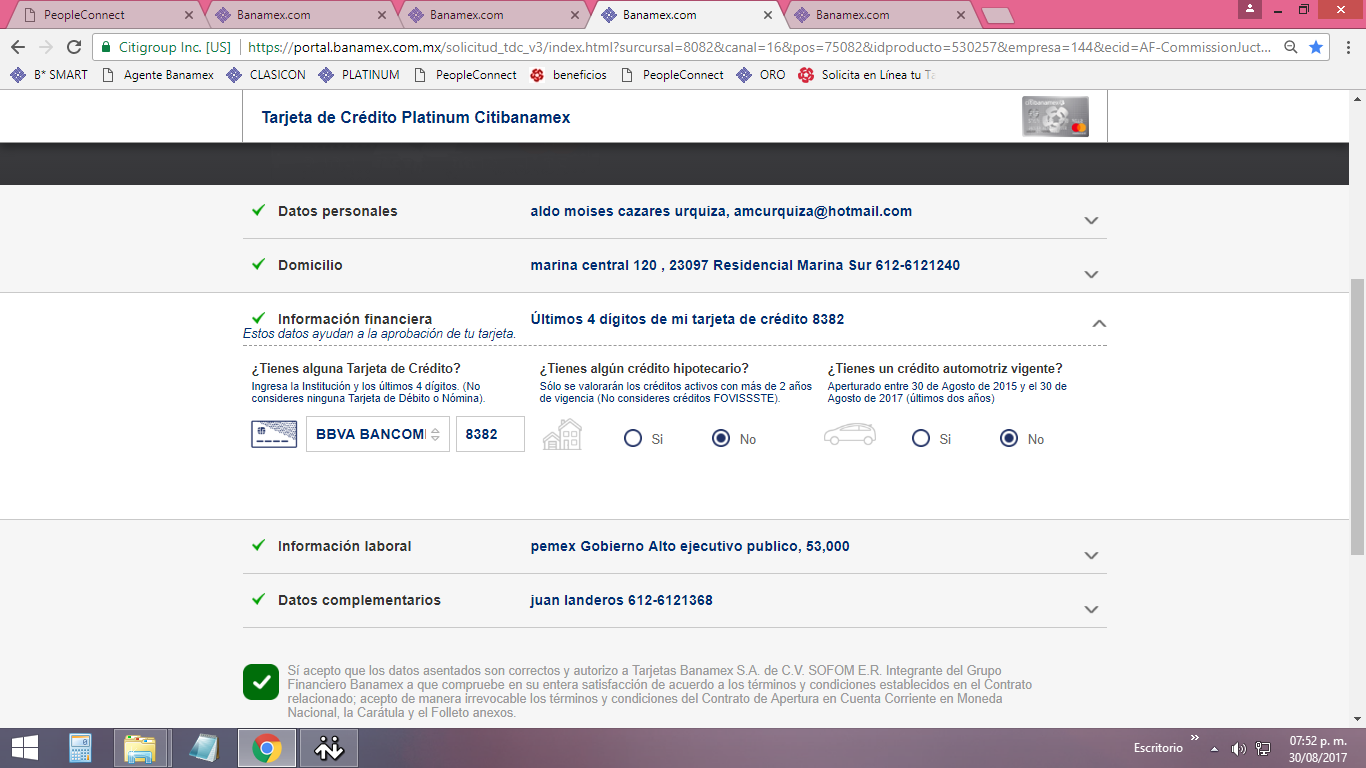 PeopleConnect
Banamex.com
Banamex.com
Banamex.com
Banamex.com
Citigroup Inc. [US] https://portal.banamex.com.mx/solicitud_tdc_v3/index.html?surcursal=8082&canal=16&pos=75082&idproducto=530257&empresa=144&ecid=AF-CommissionJuct...
B* SMART Agente Banamex CLASICON PLATINUM PeopleConnect beneficios PeopleConnect ORO Solicita en Línea tu Ta
Tarjeta de Crédito Platinum Citibanamex
citibanamex
Datos personales aldo moises cazares urquiza, amcurquiza@hotmail.com
Domicilio marina central 120 , 23097 Residencial Marina Sur 612-6121240
Información financiera Últimos 4 dígitos de mi tarjeta de crédito 8382
Estos datos ayudan a la aprobación de tu tarjeta.
¿Tienes alguna Tarjeta de Crédito?
Ingresa la Institución y los últimos 4 dígitos. (No
consideres ninguna Tarjeta de Débito o Nómina).
BBVA BANCOM 8382
¿Tienes algún crédito hipotecario?
Sólo se valorarán los créditos activos con más de 2 años
de vigencia (No consideres créditos FOVISSSTE).
Si No
¿Tienes un crédito automotriz vigente?
Aperturado entre 30 de Agosto de 2015 y el 30 de
Agosto de 2017 (últimos dos años)
Si No
Información laboral pemex Gobierno Alto ejecutivo publico, 53,000
Datos complementarios juan landeros 612-6121368
Sí acepto que los datos asentados son correctos y autorizo a Tarjetas Banamex S.A. de C.V. SOFOM E.R. Integrante del Grupo
Financiero Banamex a que compruebe en su entera satisfacción de acuerdo a los términos y condiciones establecidos en el Contrato
relacionado; acepto de manera irrevocable los términos y condiciones del Contrato de Apertura en Cuenta Corriente en Moneda
Nacional, la Carátula y el Folleto anexos.
Escritorio
07:52 p. m.
30/08/2017